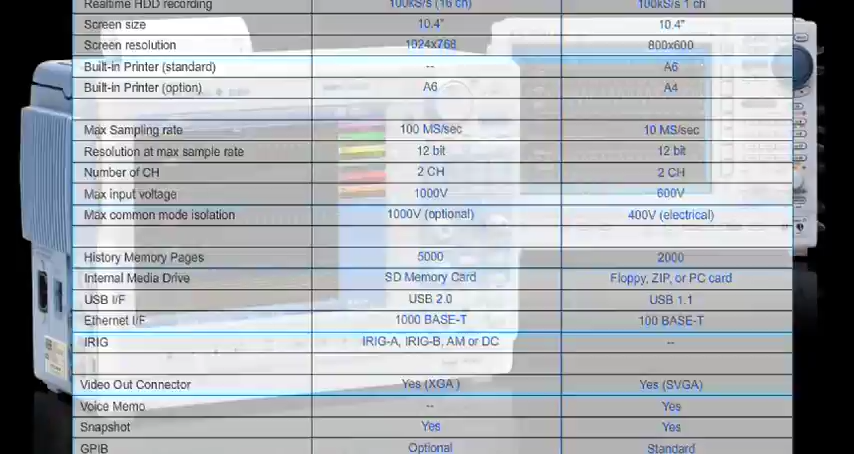 Realtime HDD recording 100kS/s (16 ch) 100kS/s 1 ch
Screen size 10.4" 10.4"
Screen resolution 1024x768 800x600
Built-in Printer (standard) -- A6
Built-in Printer (option) A6 A4
Max Sampling rate 100 MS/sec 10 MS/sec
Resolution at max sample rate 12 bit 12 bit
Number of CH 2 CH 2 CH
Max input voltage 1000V 600V
Max common mode isolation 1000V (optional) 400V (electrical)
History Memory Pages 5000 2000
Internal Media Drive SD Memory Card Floppy, ZIP, or PC card
USB I/F USB 2.0 USB 1.1
Ethernet I/F 1000 BASE-T 100 BASE-T
IRIG IRIG-A, IRIG-B, AM or DC --
Video Out Connector Yes (XGA ) Yes (SVGA)
Voice Memo -- Yes
Snapshot Yes Yes
GPIB Optional Standard